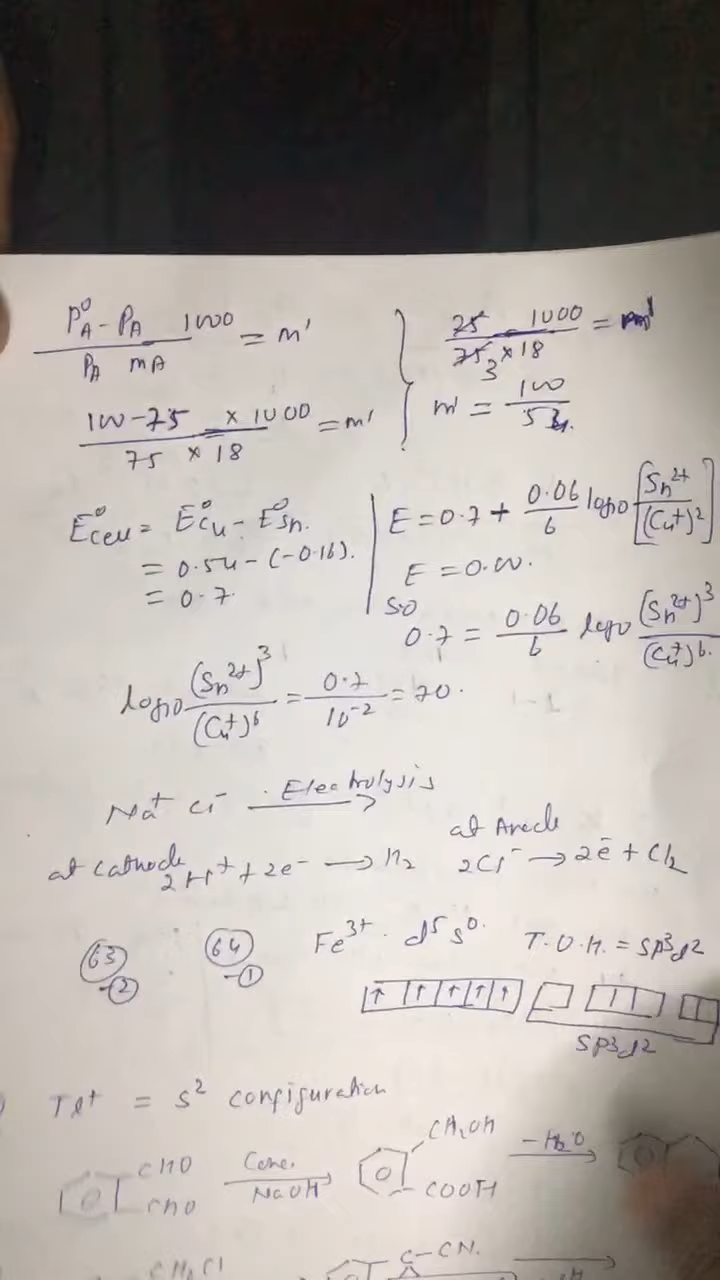 P°A - PA 1000 / PA mA = m'
100-75 × 1000 / 75 × 18 = m'
25 1000 / 75 3 × 18 = m'
m' = 100 / 54.
E°cell = E°Cu - E°Sn.
= 0.54 - (-0.16).
= 0.7
E = 0.7 + 0.06/6 log10 [Sn2+ / (Cu+)2]
E = 0.00.
so
0.7 = 0.06/6 log10 (Sn2+)3 / (Cu+)6.
log10 (Sn2+)3 / (Cu+)6 = 0.7 / 10-2 = 70.
Na+ Cl- Electrolysis →
at Cathode 2H+ + 2e- → H2
at Anode 2Cl- → 2e- + Cl2
63 -2
64 -1
Fe3+ d5 s0. T.O.H. = sp3d2
↑ ↑ ↑ ↑ ↑
sp3d2
Tl+ = s2 configuration
CHO
CHO
Conc. NaOH →
CH2OH
COOH
-H2O →
CH2Cl
C-CN.